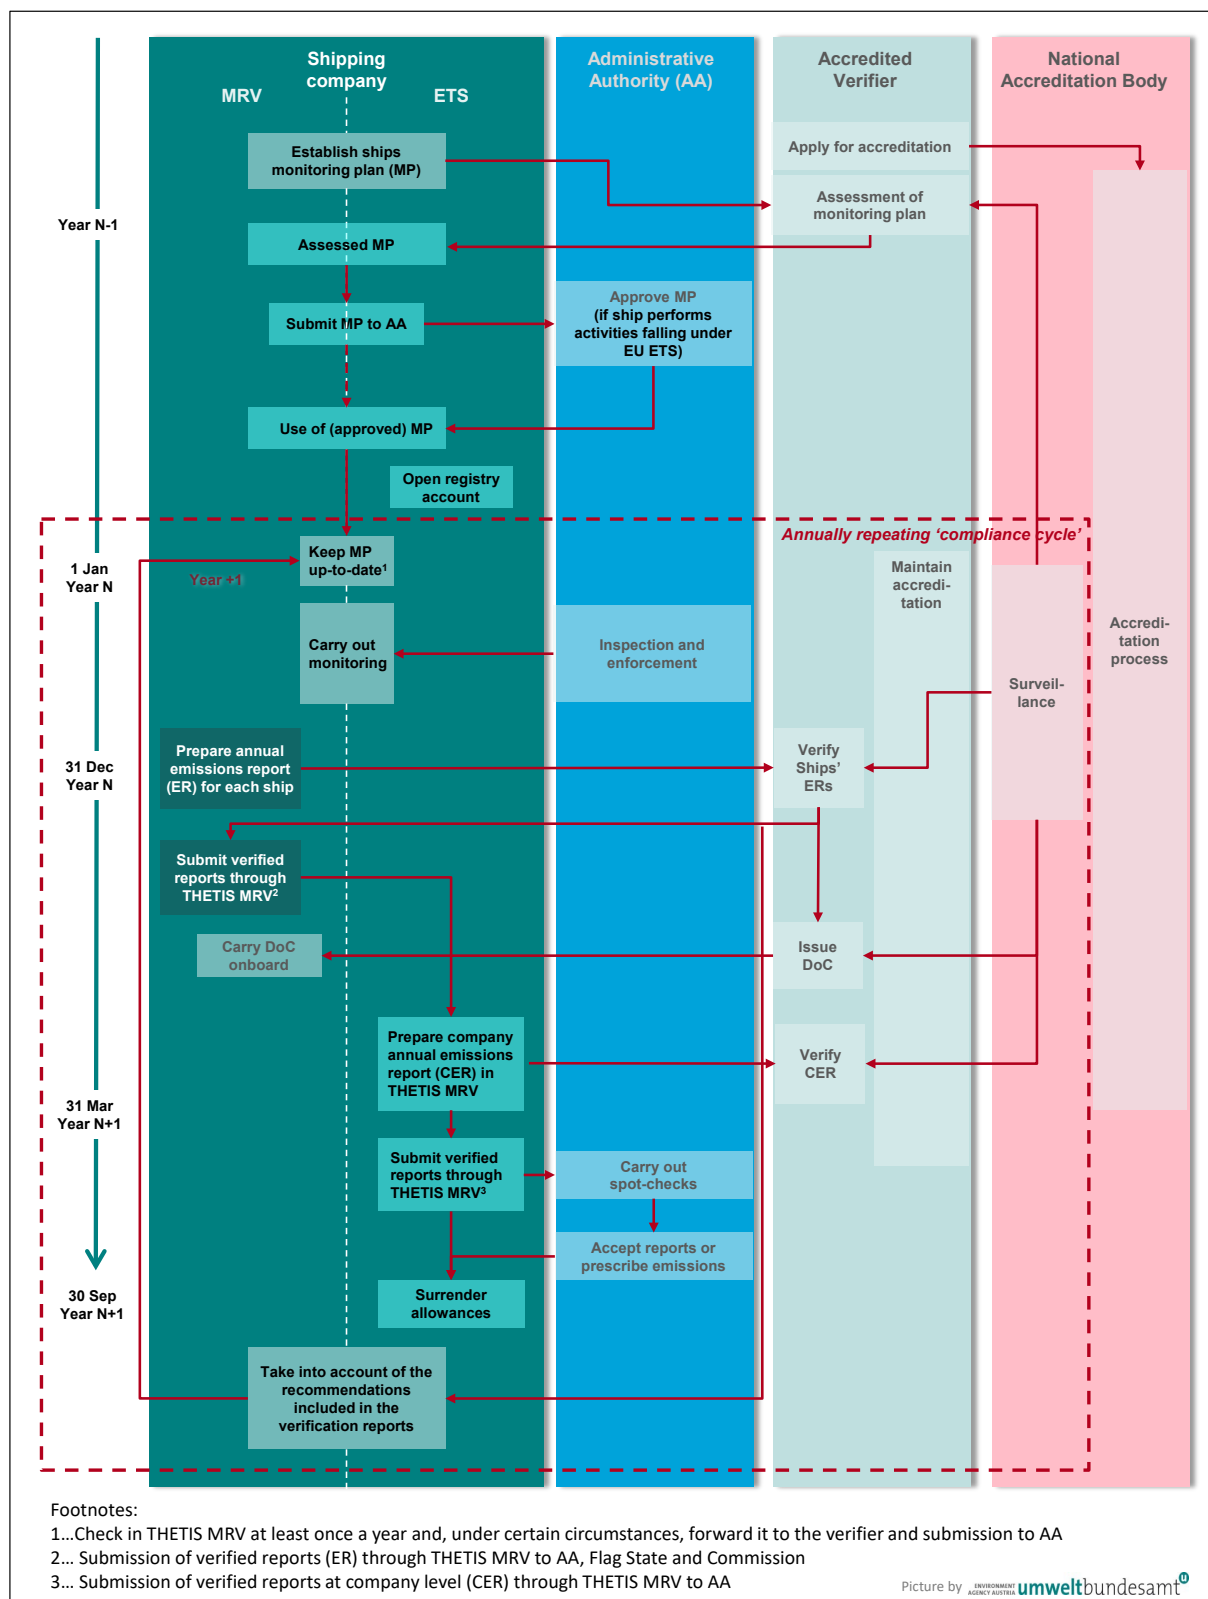 Shipping
company
MRV
ETS
Administrative
Authority (AA)
Accredited
Verifier
National
Accreditation Body
Establish ships
monitoring plan (MP)
Apply for accreditation
Assessment of
monitoring plan
Year N-1
Assessed MP
Submit MP to AA
Approve MP
(if ship performs
activities falling under
EU ETS)
Use of (approved) MP
Open registry
account
Annually repeating ‘compliance cycle’
1 Jan
Year N
Year +1
Keep MP
up-to-date1
Maintain
accredi-
tation
Carry out
monitoring
Inspection and
enforcement
Accredi-
tation
process
Surveil-
lance
31 Dec
Year N
Prepare annual
emissions report
(ER) for each ship
Verify
Ships’
ERs
Submit verified
reports through
THETIS MRV2
Carry DoC
onboard
Issue
DoC
Prepare company
annual emissions
report (CER) in
THETIS MRV
Verify
CER
31 Mar
Year N+1
Submit verified
reports through
THETIS MRV3
Carry out
spot-checks
Accept reports or
prescribe emissions
30 Sep
Year N+1
Surrender
allowances
Take into account of the
recommendations
included in the
verification reports
Footnotes:
1...Check in THETIS MRV at least once a year and, under certain circumstances, forward it to the verifier and submission to AA
2... Submission of verified reports (ER) through THETIS MRV to AA, Flag State and Commission
3... Submission of verified reports at company level (CER) through THETIS MRV to AA
Picture by ENVIRONMENT AGENCY AUSTRIA umweltbundesamt u